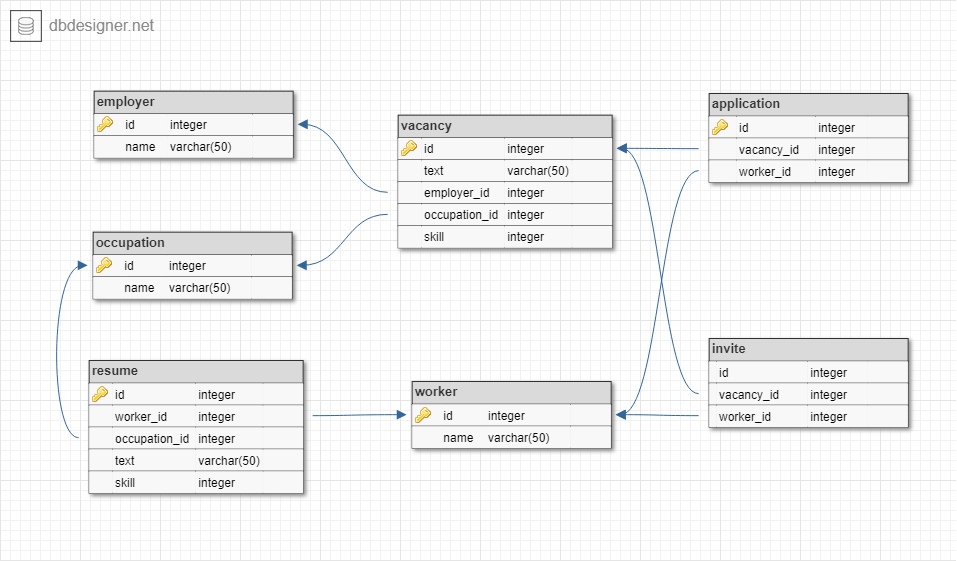 dbdesigner.net
employer
id integer
name varchar(50)
vacancy
id integer
text varchar(50)
employer_id integer
occupation_id integer
skill integer
application
id integer
vacancy_id integer
worker_id integer
occupation
id integer
name varchar(50)
resume
id integer
worker_id integer
occupation_id integer
text varchar(50)
skill integer
worker
id integer
name varchar(50)
invite
id integer
vacancy_id integer
worker_id integer